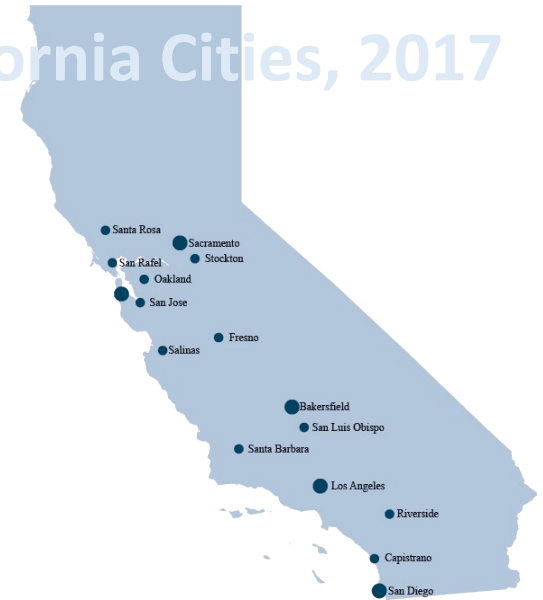 ornia Cities, 2017
Santa Rosa
Sacramento
Stockton
San Rafel
Oakland
San Jose
Fresno
Salinas
Bakersfield
San Luis Obispo
Santa Barbara
Los Angeles
Riverside
Capistrano
San Diego